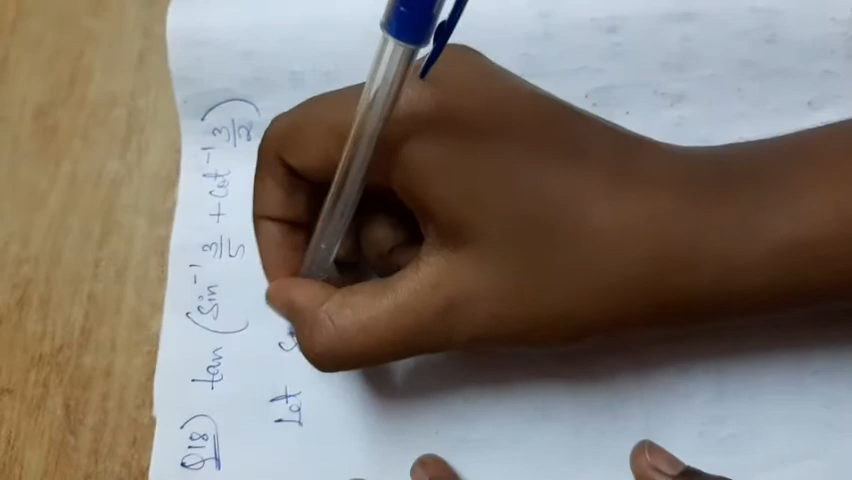 Q18) tan (sin⁻¹ 3/5 + cot⁻¹ 3/2)
Let